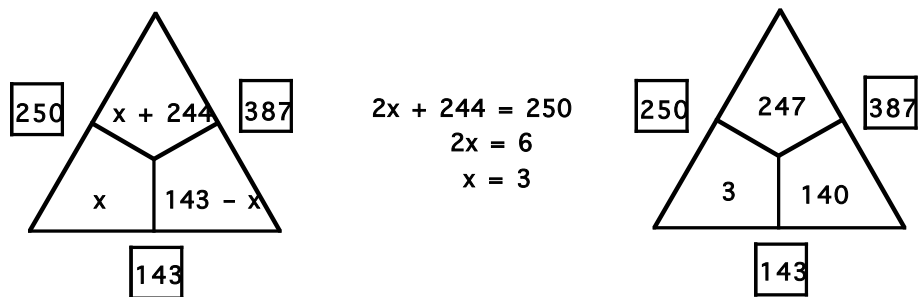 250
x + 244
387
x
143 - x
143
2x + 244 = 250
2x = 6
x = 3
250
247
387
3
140
143